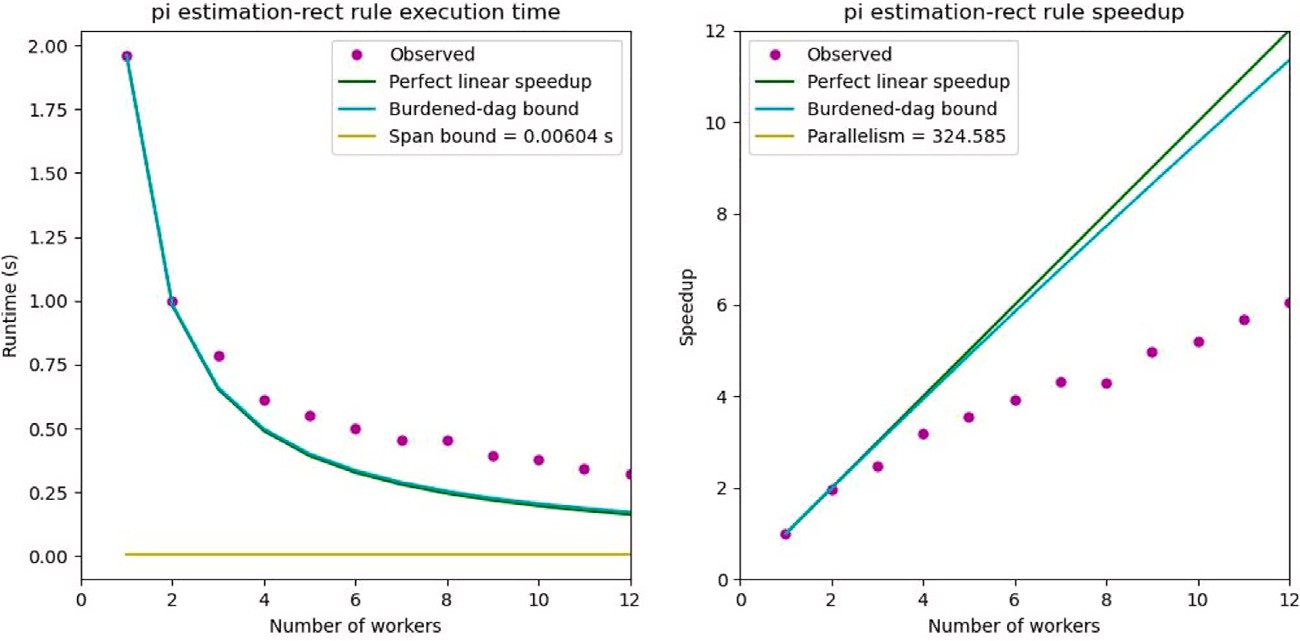 pi estimation-rect rule execution time
Observed
Perfect linear speedup
Burdened-dag bound
Span bound = 0.00604 s
Runtime (s)
2.00
1.75
1.50
1.25
1.00
0.75
0.50
0.25
0.00
0 2 4 6 8 10 12
Number of workers
pi estimation-rect rule speedup
Observed
Perfect linear speedup
Burdened-dag bound
Parallelism = 324.585
Speedup
12
10
8
6
4
2
0
0 2 4 6 8 10 12
Number of workers